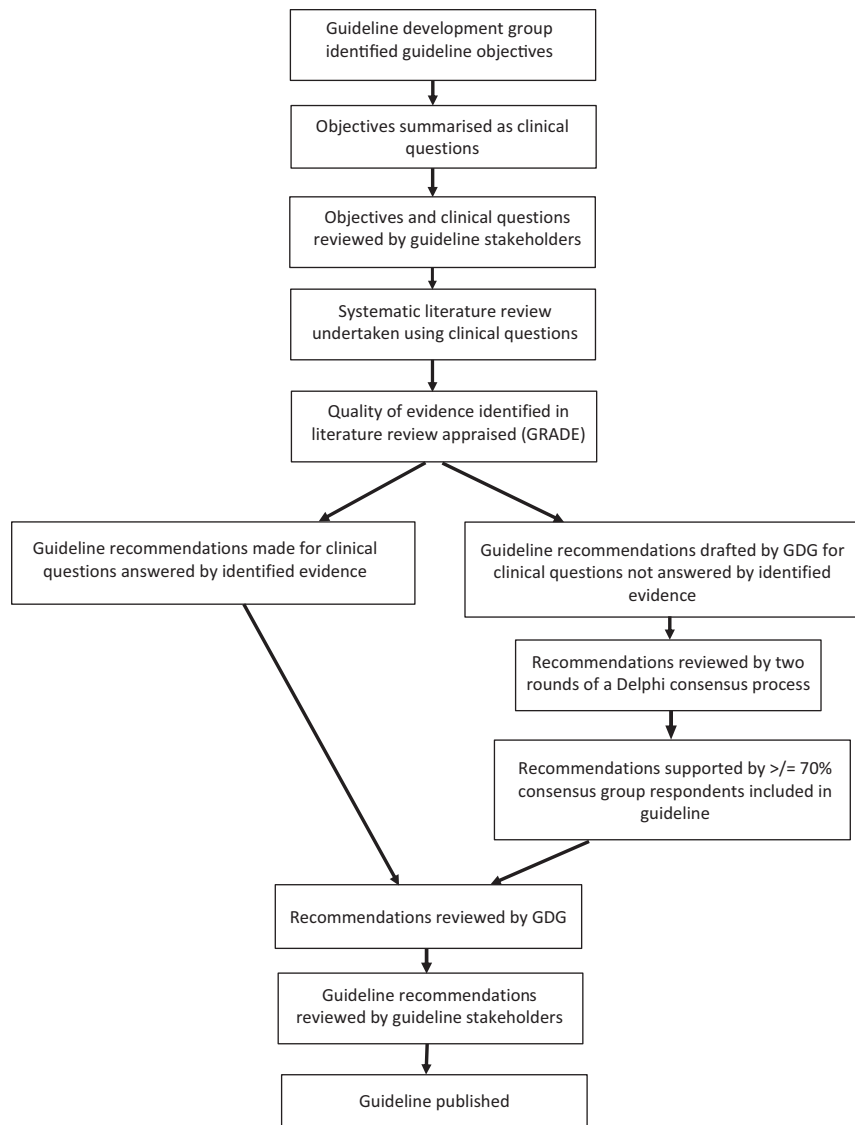 Guideline development group
identified guideline objectives
Objectives summarised as clinical
questions
Objectives and clinical questions
reviewed by guideline stakeholders
Systematic literature review
undertaken using clinical questions
Quality of evidence identified in
literature review appraised (GRADE)
Guideline recommendations made for clinical
questions answered by identified evidence
Guideline recommendations drafted by GDG for
clinical questions not answered by identified
evidence
Recommendations reviewed by two
rounds of a Delphi consensus process
Recommendations supported by >/= 70%
consensus group respondents included in
guideline
Recommendations reviewed by GDG
Guideline recommendations
reviewed by guideline stakeholders
Guideline published